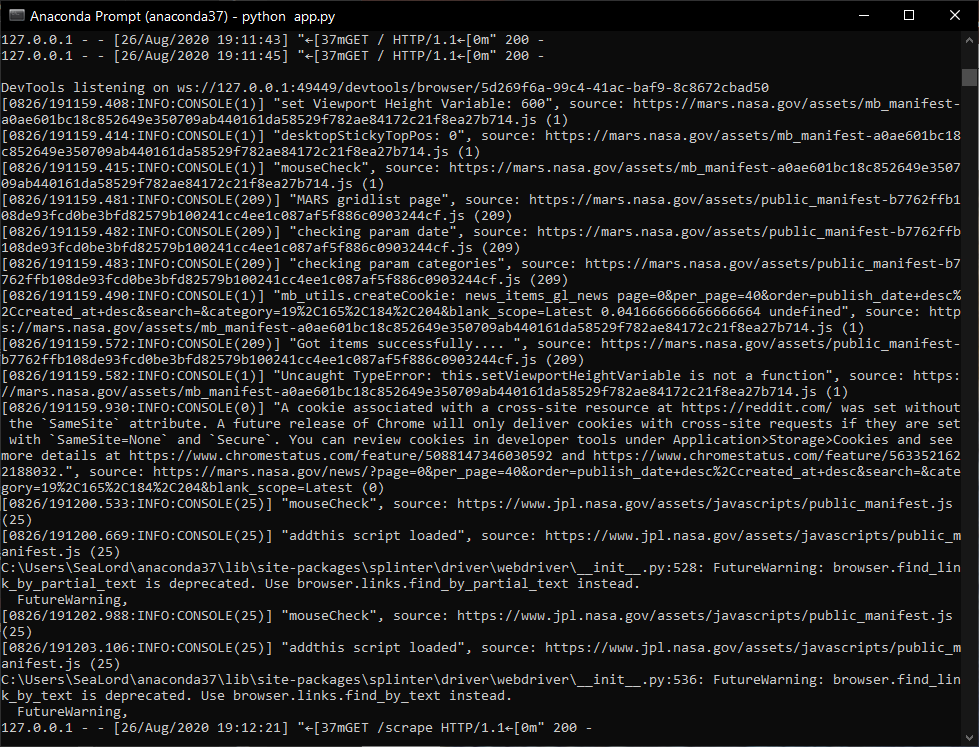 Anaconda Prompt (anaconda37) - python  app.py
127.0.0.1 - - [26/Aug/2020 19:11:43] "←[37mGET / HTTP/1.1←[0m" 200 -
127.0.0.1 - - [26/Aug/2020 19:11:45] "←[37mGET / HTTP/1.1←[0m" 200 -
DevTools listening on ws://127.0.0.1:49449/devtools/browser/5d269f6a-99c4-41ac-baf9-8c8672cbad50
[0826/191159.408:INFO:CONSOLE(1)] "set Viewport Height Variable: 600", source: https://mars.nasa.gov/assets/mb_manifest-
a0ae601bc18c852649e350709ab440161da58529f782ae84172c21f8ea27b714.js (1)
[0826/191159.414:INFO:CONSOLE(1)] "desktopStickyTopPos: 0", source: https://mars.nasa.gov/assets/mb_manifest-a0ae601bc18
c852649e350709ab440161da58529f782ae84172c21f8ea27b714.js (1)
[0826/191159.415:INFO:CONSOLE(1)] "mouseCheck", source: https://mars.nasa.gov/assets/mb_manifest-a0ae601bc18c852649e3507
09ab440161da58529f782ae84172c21f8ea27b714.js (1)
[0826/191159.481:INFO:CONSOLE(209)] "MARS gridlist page", source: https://mars.nasa.gov/assets/public_manifest-b7762ffb1
08de93fcd0be3bfd82579b100241cc4ee1c087af5f886c0903244cf.js (209)
[0826/191159.482:INFO:CONSOLE(209)] "checking param date", source: https://mars.nasa.gov/assets/public_manifest-b7762ffb
108de93fcd0be3bfd82579b100241cc4ee1c087af5f886c0903244cf.js (209)
[0826/191159.483:INFO:CONSOLE(209)] "checking param categories", source: https://mars.nasa.gov/assets/public_manifest-b7
762ffb108de93fcd0be3bfd82579b100241cc4ee1c087af5f886c0903244cf.js (209)
[0826/191159.490:INFO:CONSOLE(1)] "mb_utils.createCookie: news_items_gl_news page=0&per_page=40&order=publish_date+desc%
2Ccreated_at+desc&search=&category=19%2C165%2C184%2C204&blank_scope=Latest 0.041666666666666664 undefined", source: http
s://mars.nasa.gov/assets/mb_manifest-a0ae601bc18c852649e350709ab440161da58529f782ae84172c21f8ea27b714.js (1)
[0826/191159.572:INFO:CONSOLE(209)] "Got items successfully.... ", source: https://mars.nasa.gov/assets/public_manifest-
b7762ffb108de93fcd0be3bfd82579b100241cc4ee1c087af5f886c0903244cf.js (209)
[0826/191159.582:INFO:CONSOLE(1)] "Uncaught TypeError: this.setViewportHeightVariable is not a function", source: https:
//mars.nasa.gov/assets/mb_manifest-a0ae601bc18c852649e350709ab440161da58529f782ae84172c21f8ea27b714.js (1)
[0826/191159.930:INFO:CONSOLE(0)] "A cookie associated with a cross-site resource at https://reddit.com/ was set without
 the `SameSite` attribute. A future release of Chrome will only deliver cookies with cross-site requests if they are set
 with `SameSite=None` and `Secure`. You can review cookies in developer tools under Application>Storage>Cookies and see
more details at https://www.chromestatus.com/feature/5088147346030592 and https://www.chromestatus.com/feature/563352162
2188032.", source: https://mars.nasa.gov/news/?page=0&per_page=40&order=publish_date+desc%2Ccreated_at+desc&search=&cate
gory=19%2C165%2C184%2C204&blank_scope=Latest (0)
[0826/191200.533:INFO:CONSOLE(25)] "mouseCheck", source: https://www.jpl.nasa.gov/assets/javascripts/public_manifest.js
(25)
[0826/191200.669:INFO:CONSOLE(25)] "addthis script loaded", source: https://www.jpl.nasa.gov/assets/javascripts/public_m
anifest.js (25)
C:\Users\SeaLord\anaconda37\lib\site-packages\splinter\driver\webdriver\__init__.py:528: FutureWarning: browser.find_lin
k_by_partial_text is deprecated. Use browser.links.find_by_partial_text instead.
  FutureWarning,
[0826/191202.988:INFO:CONSOLE(25)] "mouseCheck", source: https://www.jpl.nasa.gov/assets/javascripts/public_manifest.js
(25)
[0826/191203.106:INFO:CONSOLE(25)] "addthis script loaded", source: https://www.jpl.nasa.gov/assets/javascripts/public_m
anifest.js (25)
C:\Users\SeaLord\anaconda37\lib\site-packages\splinter\driver\webdriver\__init__.py:536: FutureWarning: browser.find_lin
k_by_text is deprecated. Use browser.links.find_by_text instead.
  FutureWarning,
127.0.0.1 - - [26/Aug/2020 19:12:21] "←[37mGET /scrape HTTP/1.1←[0m" 200 -